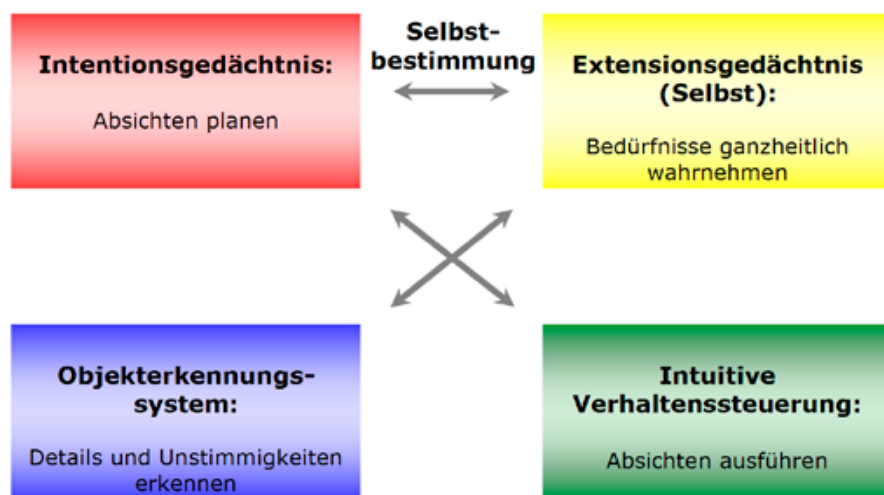 Intentionsgedächtnis:
Absichten planen
Selbst-
bestimmung
Extensionsgedächtnis
(Selbst):
Bedürfnisse ganzheitlich
wahrnehmen
Objekterkennungs-
system:
Details und Unstimmigkeiten
erkennen
Intuitive
Verhaltenssteuerung:
Absichten ausführen